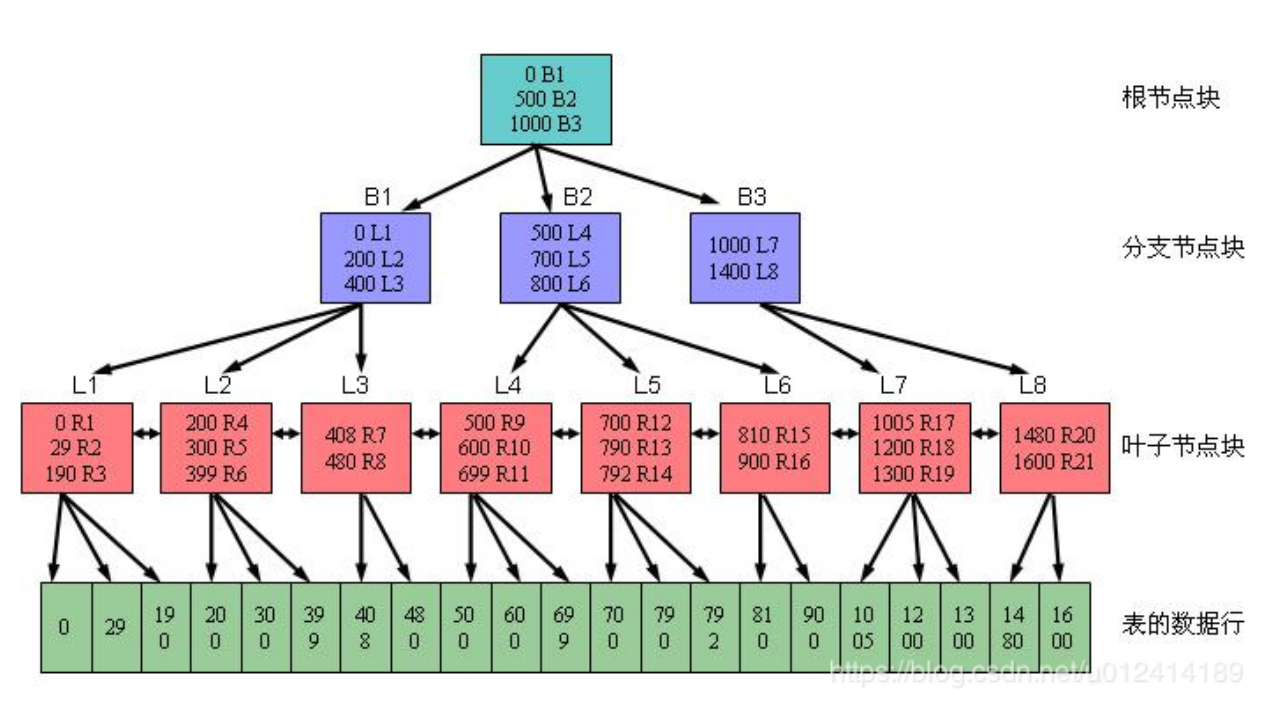 0 B1
500 B2
1000 B3
根节点块
B1
B2
B3
0 L1
200 L2
400 L3
500 L4
700 L5
800 L6
1000 L7
1400 L8
分支节点块
L1
L2
L3
L4
L5
L6
L7
L8
0 R1
29 R2
190 R3
200 R4
300 R5
399 R6
408 R7
480 R8
500 R9
600 R10
699 R11
700 R12
790 R13
792 R14
810 R15
900 R16
1005 R17
1200 R18
1300 R19
1480 R20
1600 R21
叶子节点块
0
29
19
0
20
0
30
0
39
9
40
8
48
0
50
0
60
0
69
9
70
0
79
0
79
2
81
0
90
0
10
05
12
00
13
00
14
80
16
00
表的数据行
https://blog.csdn.net/u012414189